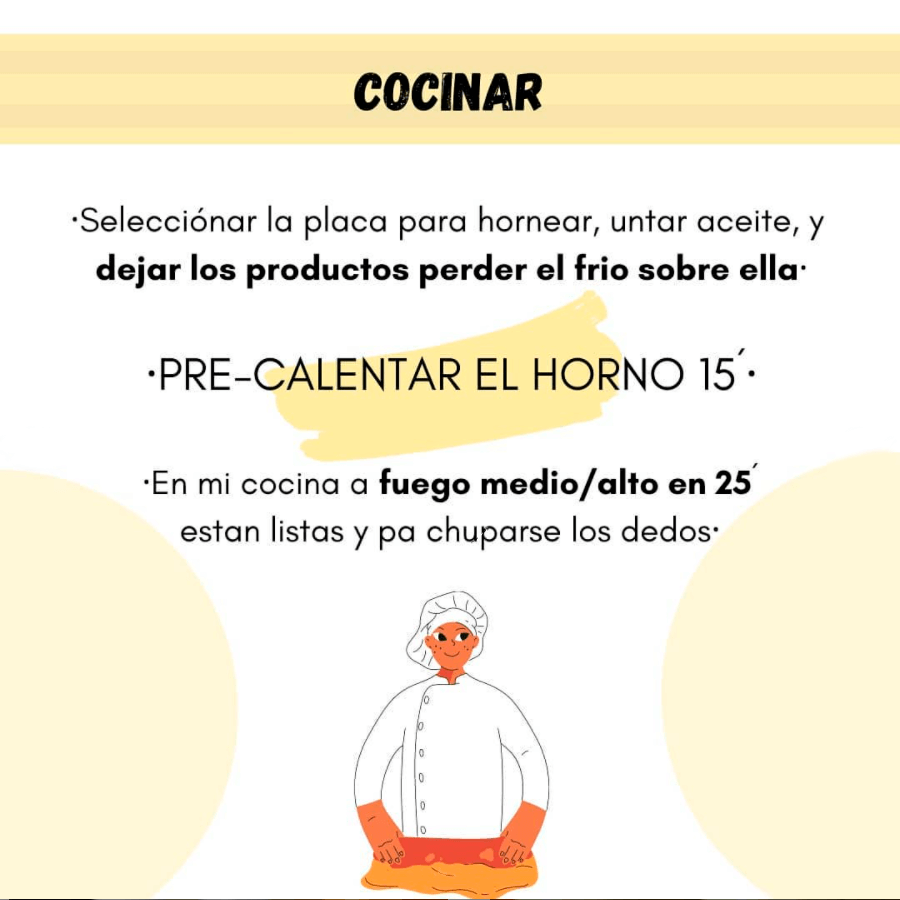 COCINAR
·Selecciónar la placa para hornear, untar aceite, y
dejar los productos perder el frio sobre ella·
·PRE-CALENTAR EL HORNO 15´·
·En mi cocina a fuego medio/alto en 25´
estan listas y pa chuparse los dedos·